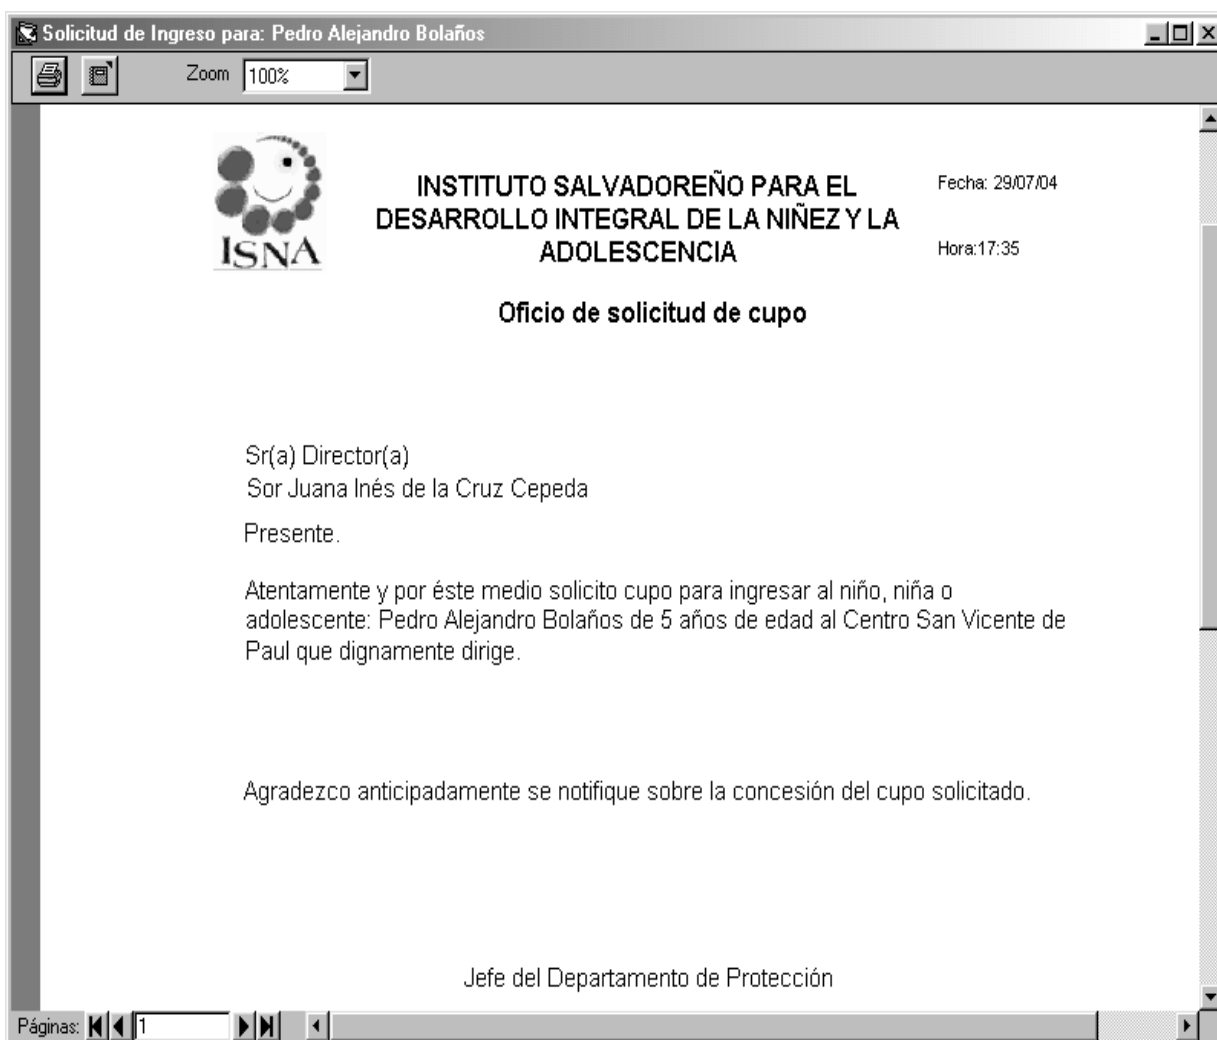 Solicitud de Ingreso para: Pedro Alejandro Bolaños
Zoom 100%
ISNA
INSTITUTO SALVADOREÑO PARA EL
DESARROLLO INTEGRAL DE LA NIÑEZ Y LA
ADOLESCENCIA
Fecha: 29/07/04
Hora:17:35
Oficio de solicitud de cupo
Sr(a) Director(a)
Sor Juana Inés de la Cruz Cepeda
Presente.
Atentamente y por éste medio solicito cupo para ingresar al niño, niña o
adolescente: Pedro Alejandro Bolaños de 5 años de edad al Centro San Vicente de
Paul que dignamente dirige.
Agradezco anticipadamente se notifique sobre la concesión del cupo solicitado.
Jefe del Departamento de Protección
Páginas: 1